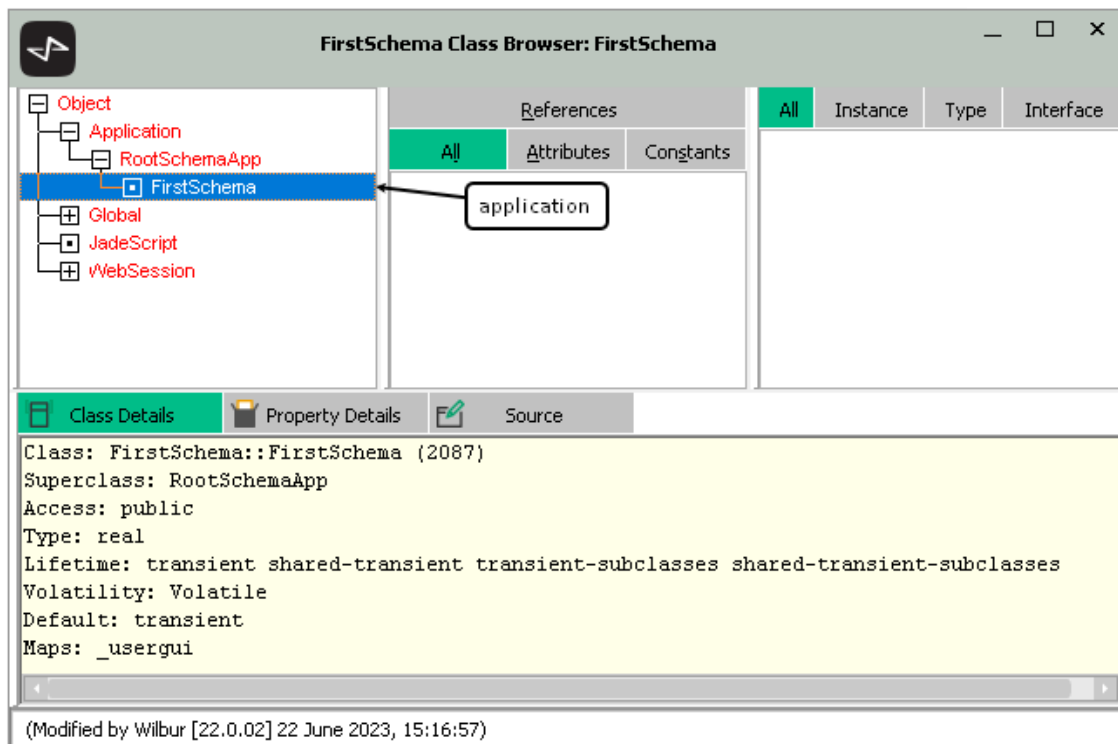 FirstSchema Class Browser: FirstSchema
Object
Application
RootSchemaApp
FirstSchema
Global
JadeScript
WebSession
References
All Attributes Constants
application
All Instance Type Interface
Class Details Property Details Source
Class: FirstSchema::FirstSchema (2087)
Superclass: RootSchemaApp
Access: public
Type: real
Lifetime: transient shared-transient transient-subclasses shared-transient-subclasses
Volatility: Volatile
Default: transient
Maps: _usergui
(Modified by Wilbur [22.0.02] 22 June 2023, 15:16:57)